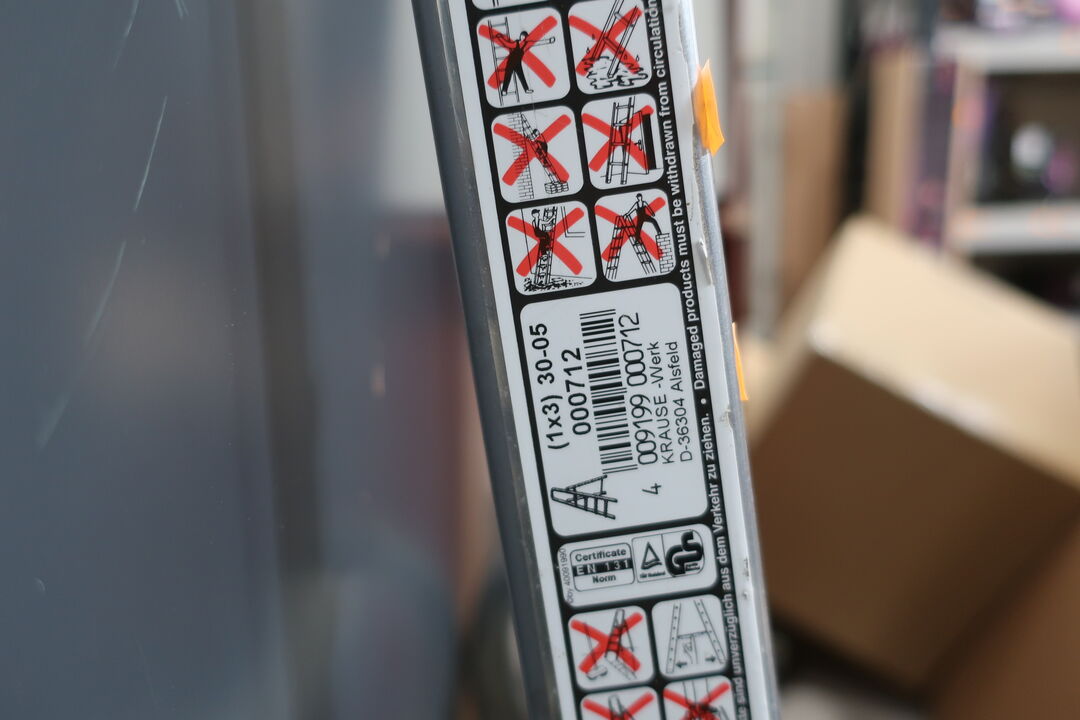 (1x3) 30-05
000712
4 009199 000712
KRAUSE -Werk
D-36304 Alsfeld
Certificate
EN 131
Norm
GS
sind unverzüglich aus dem Verkehr zu ziehen. • Damaged products must be withdrawn from circulation